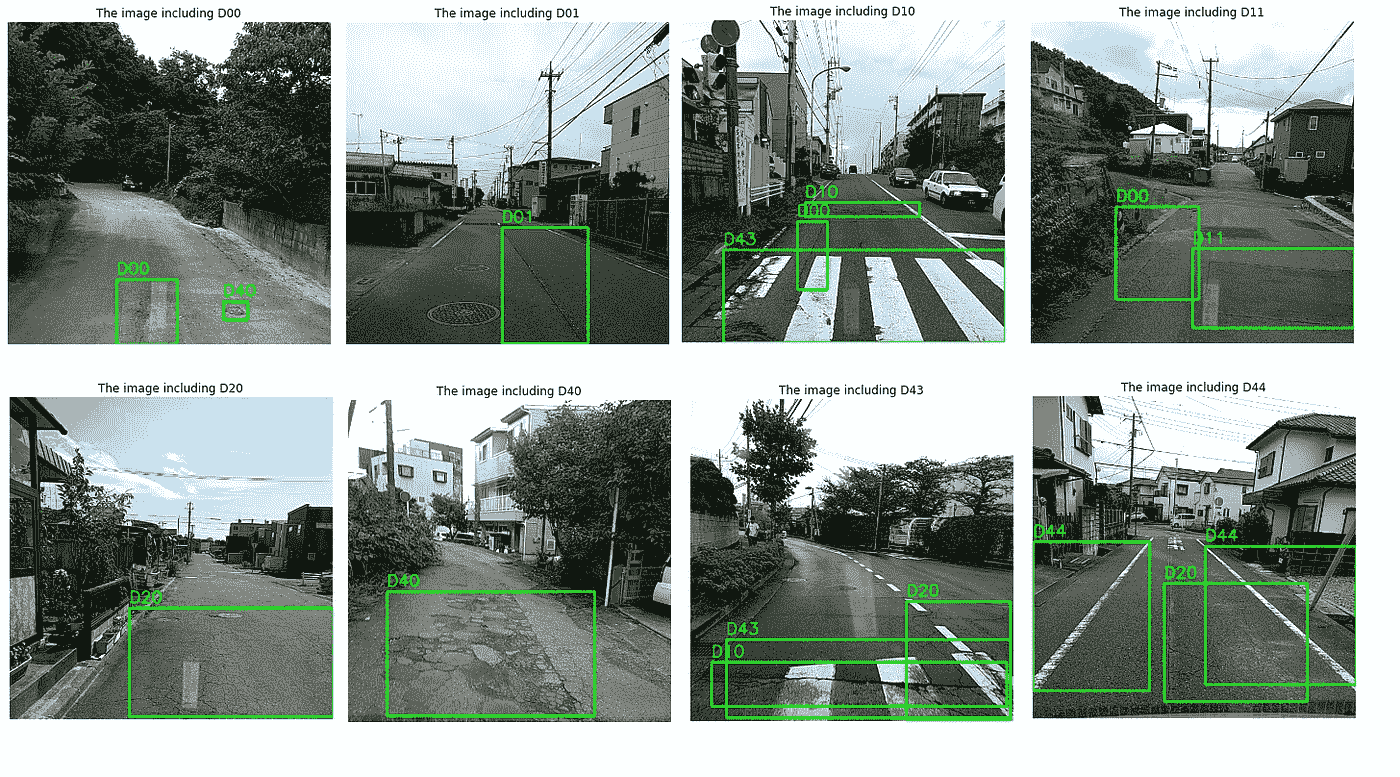 The image including D00
The image including D01
The image including D10
The image including D11
D00
D40
D01
D10
D00
D43
D00
D11
The image including D20
The image including D40
The image including D43
The image including D44
D20
D40
D20
D43
D10
D44
D44
D20